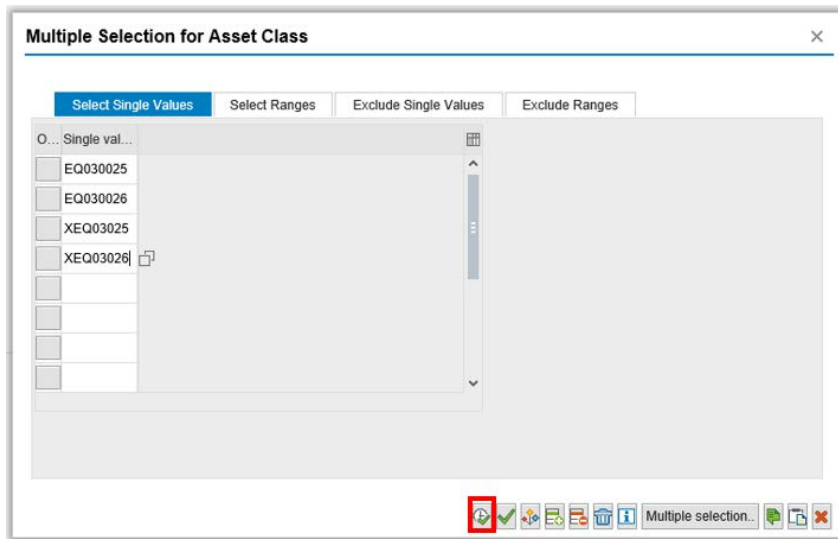 Multiple Selection for Asset Class
Select Single Values Select Ranges Exclude Single Values Exclude Ranges
O... Single val...
EQ030025
EQ030026
XEQ03025
XEQ03026
Multiple selection..